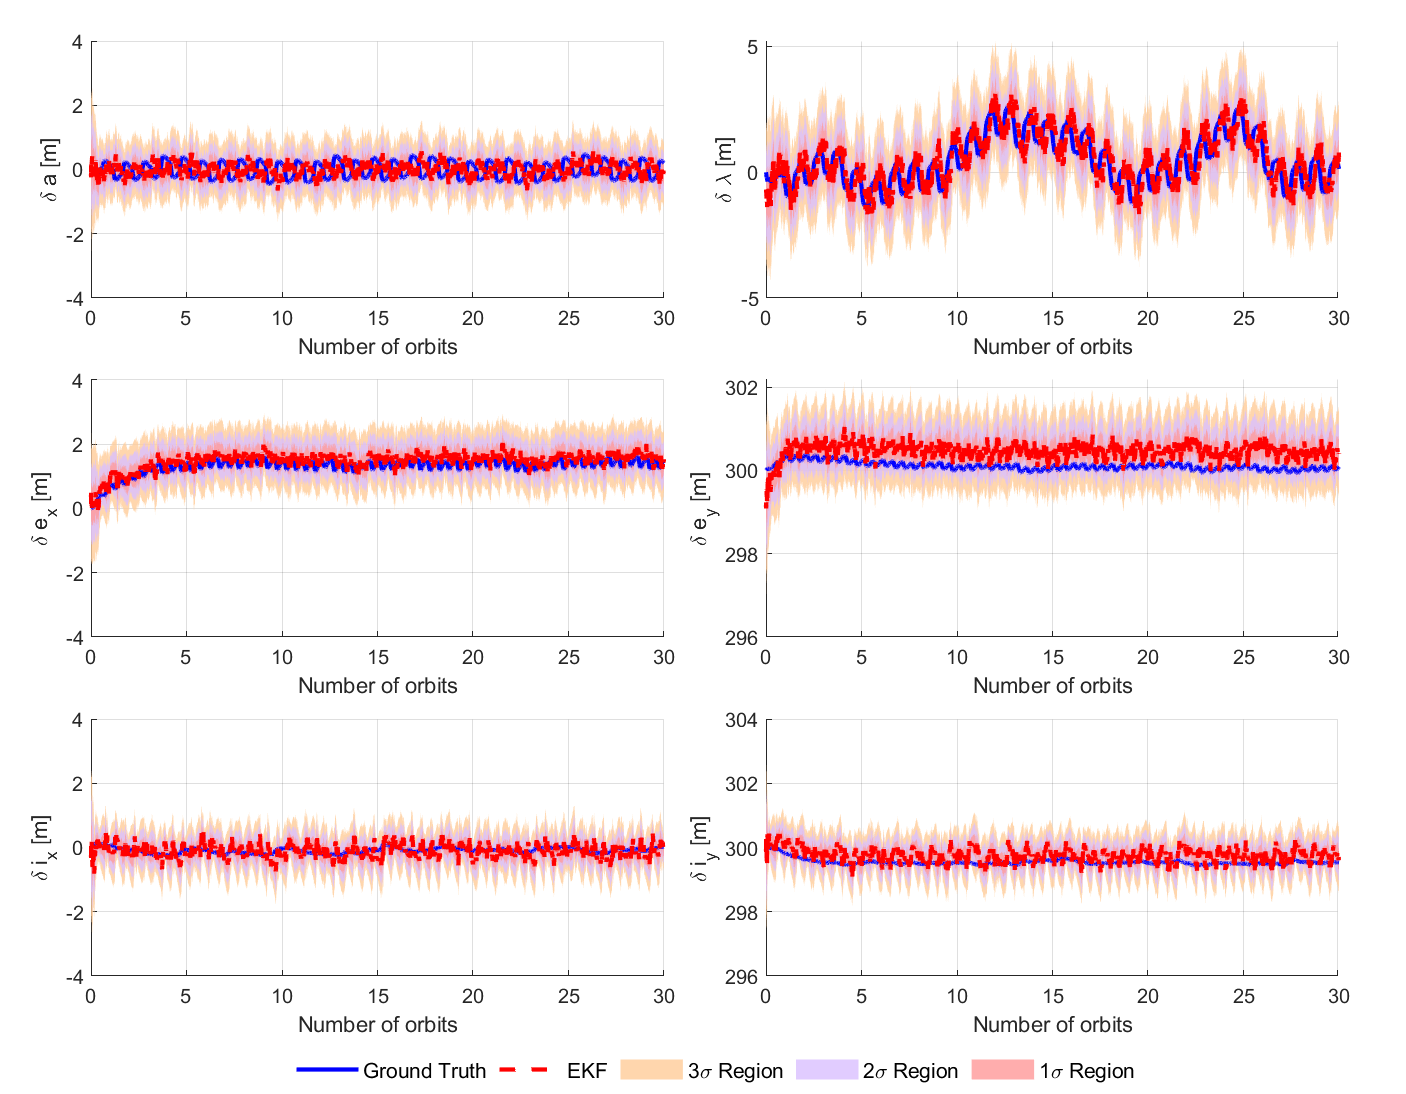 4
2
0
-2
-4
δ a [m]
0 5 10 15 20 25 30
Number of orbits
5
0
-5
δ λ [m]
0 5 10 15 20 25 30
Number of orbits
4
2
0
-2
-4
δ e_x [m]
0 5 10 15 20 25 30
Number of orbits
302
300
298
296
δ e_y [m]
0 5 10 15 20 25 30
Number of orbits
4
2
0
-2
-4
δ i_x [m]
0 5 10 15 20 25 30
Number of orbits
304
302
300
298
296
δ i_y [m]
0 5 10 15 20 25 30
Number of orbits
Ground Truth EKF 3σ Region 2σ Region 1σ Region